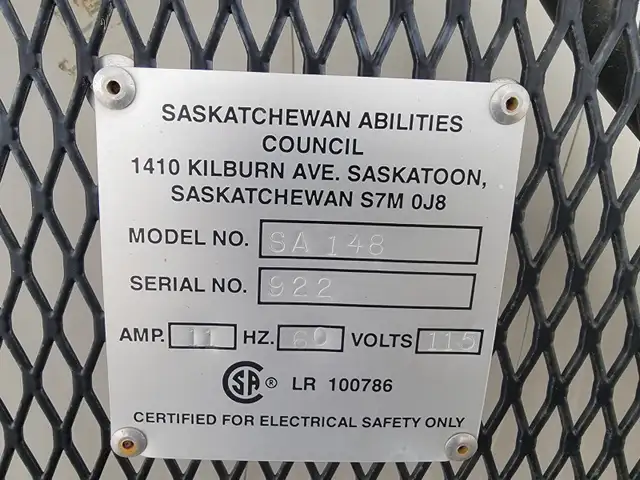 SASKATCHEWAN ABILITIES
COUNCIL
1410 KILBURN AVE. SASKATOON,
SASKATCHEWAN S7M 0J8
MODEL NO. SA 148
SERIAL NO. 922
AMP. 11 HZ. 60 VOLTS 115
SA ® LR 100786
CERTIFIED FOR ELECTRICAL SAFETY ONLY